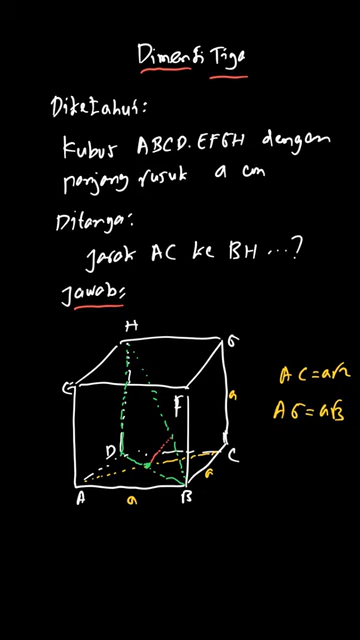 Dimensi Tiga
Diketahui:
Kubus ABCD.EFGH dengan
panjang rusuk a cm
Ditanya:
Jarak AC ke BH ...?
Jawab:
H
G
E
F
AC=a√2
a
AG=a√3
D
C
A
a
B
a